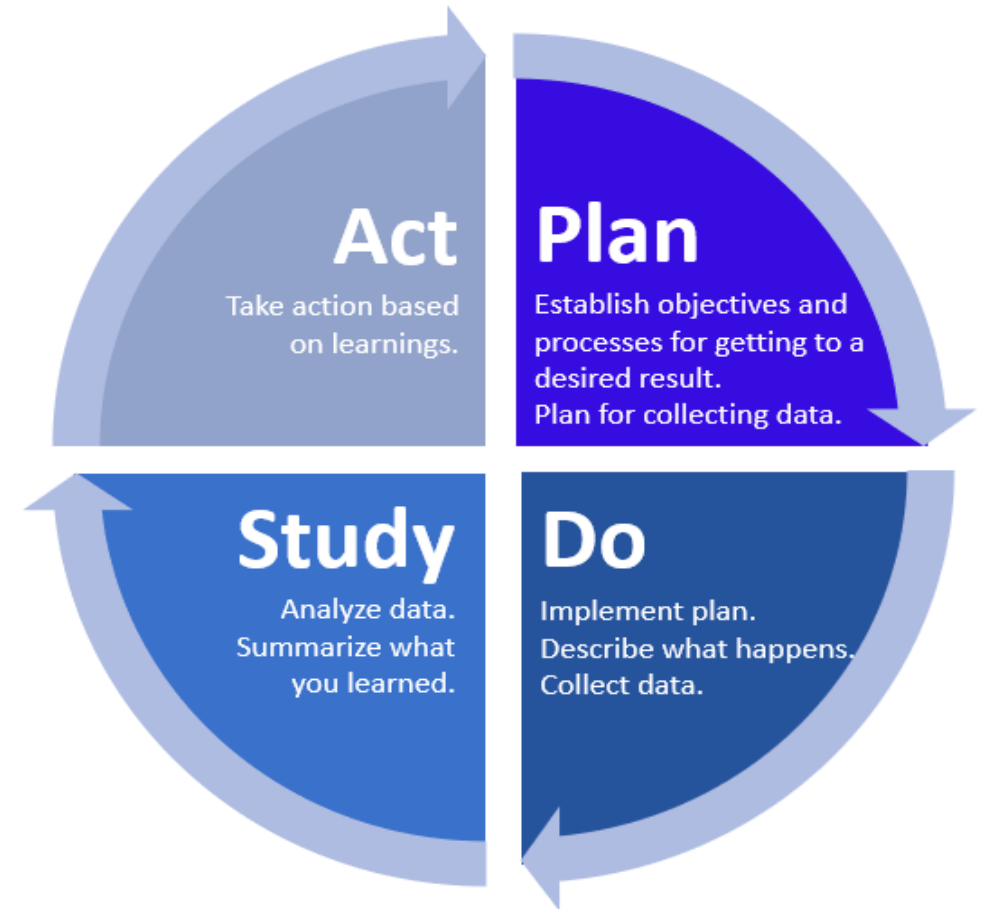 Act
Take action based
on learnings.
Plan
Establish objectives and
processes for getting to a
desired result.
Plan for collecting data.
Study
Analyze data.
Summarize what
you learned.
Do
Implement plan.
Describe what happens.
Collect data.